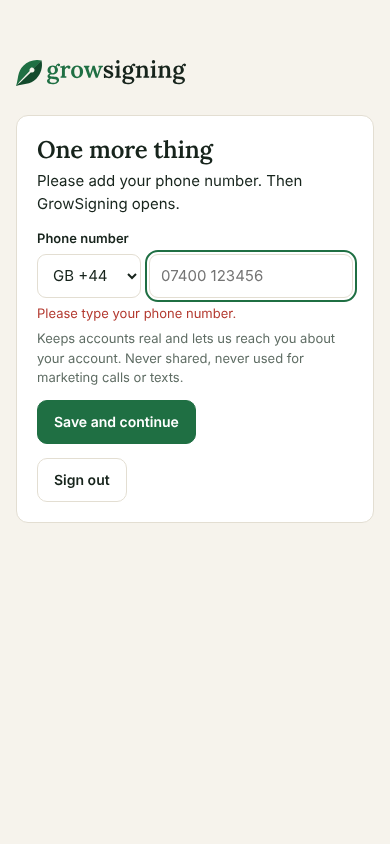 growsigning
One more thing
Please add your phone number. Then
GrowSigning opens.
Phone number
GB +44
07400 123456
Please type your phone number.
Keeps accounts real and lets us reach you about
your account. Never shared, never used for
marketing calls or texts.
Save and continue
Sign out